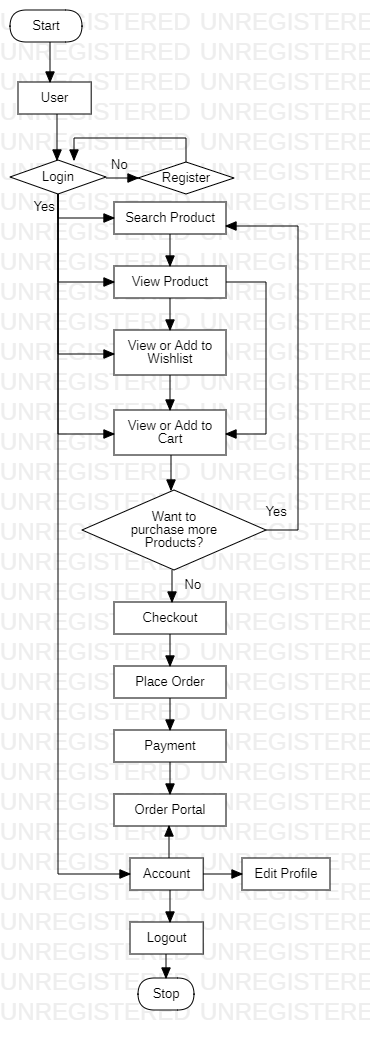 Start
User
Login
No
Register
Yes
Search Product
View Product
View or Add to
Wishlist
View or Add to
Cart
Want to
purchase more
Products?
Yes
No
Checkout
Place Order
Payment
Order Portal
Account
Edit Profile
Logout
Stop
UNREGISTERED